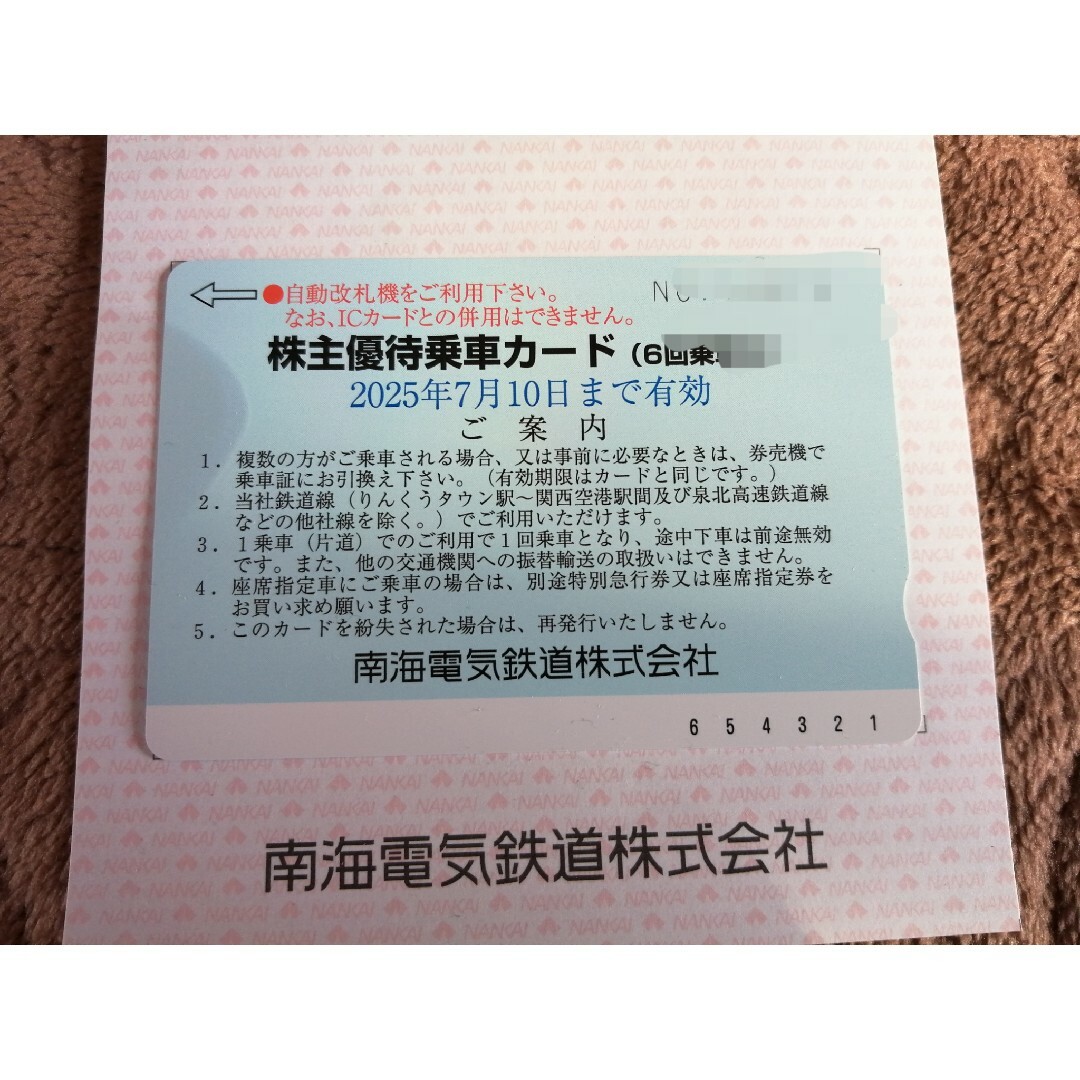 ●自動改札機をご利用下さい。
なお、ICカードとの併用はできません。
株主優待乗車カード（6回乗
2025年7月10日まで有効
ご案内
1．複数の方がご乗車される場合、又は事前に必要なときは、券売機で
乗車証にお引換え下さい。（有効期限はカードと同じです。）
2．当社鉄道線（りんくうタウン駅～関西空港駅間及び泉北高速鉄道線
などの他社線を除く。）でご利用いただけます。
3．1乗車（片道）でのご利用で1回乗車となり、途中下車は前途無効
です。また、他の交通機関への振替輸送の取扱いはできません。
4．座席指定車にご乗車の場合は、別途特別急行券又は座席指定券を
お買い求め願います。
5．このカードを紛失された場合は、再発行いたしません。
南海電気鉄道株式会社
6 5 4 3 2 1
南海電気鉄道株式会社
NANKAI